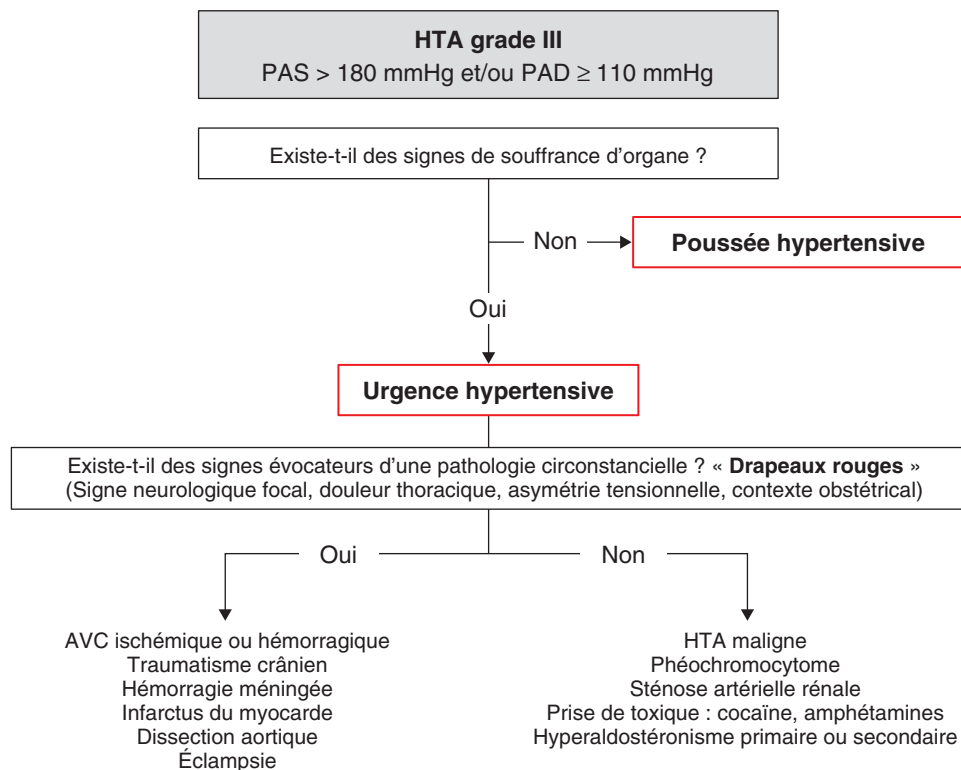 HTA grade III
PAS > 180 mmHg et/ou PAD ≥ 110 mmHg
Existe-t-il des signes de souffrance d'organe ?
Non
Poussée hypertensive
Oui
Urgence hypertensive
Existe-t-il des signes évocateurs d'une pathologie circonstancielle ? « Drapeaux rouges »
(Signe neurologique focal, douleur thoracique, asymétrie tensionnelle, contexte obstétrical)
Oui
Non
AVC ischémique ou hémorragique
Traumatisme crânien
Hémorragie méningée
Infarctus du myocarde
Dissection aortique
Éclampsie
HTA maligne
Phéochromocytome
Sténose artérielle rénale
Prise de toxique : cocaïne, amphétamines
Hyperaldostéronisme primaire ou secondaire